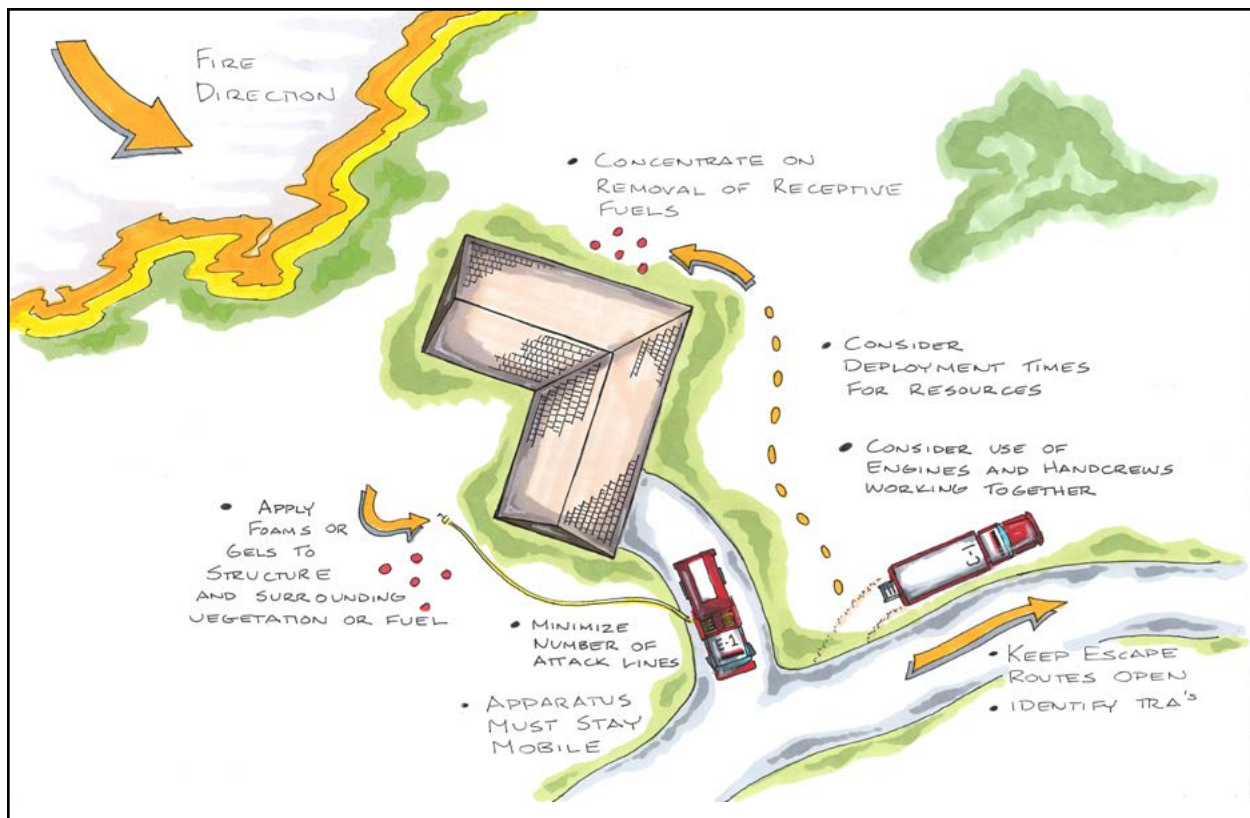 FIRE
DIRECTION
• CONCENTRATE ON
REMOVAL OF RECEPTIVE
FUELS
• CONSIDER
DEPLOYMENT TIMES
FOR RESOURCES
• CONSIDER USE OF
ENGINES AND HANDCREWS
WORKING TOGETHER
C-1
• APPLY
FOAMS OR
GELS TO
STRUCTURE
AND SURROUNDING
VEGETATION OR FUEL
• MINIMIZE
NUMBER OF
ATTACK LINES
E-1
• APPARATUS
MUST STAY
MOBILE
• KEEP ESCAPE
ROUTES OPEN
• IDENTIFY TRA'S